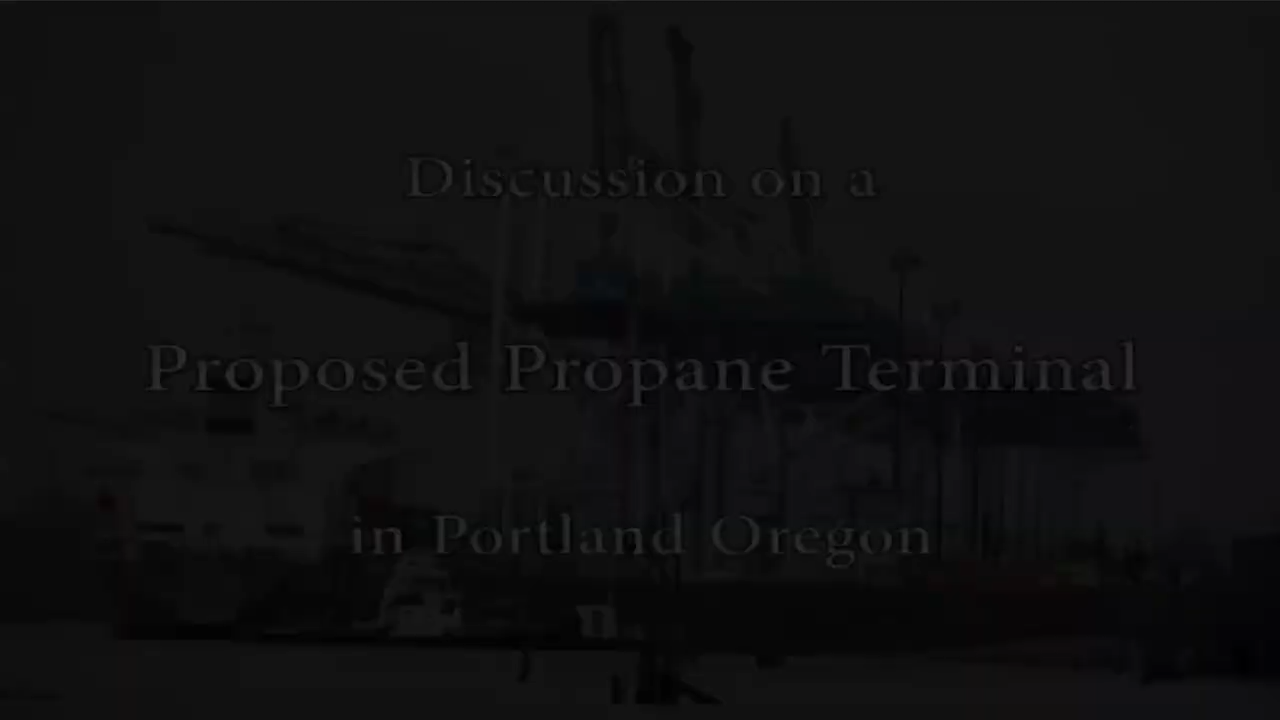 Discussion on a
Proposed Propane Terminal
in Portland Oregon